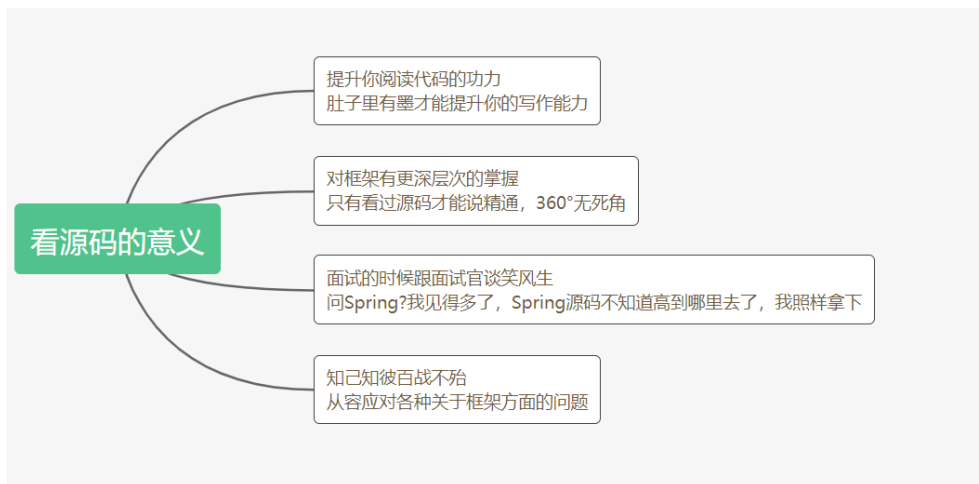 提升你阅读代码的功力
肚子里有墨才能提升你的写作能力
对框架有更深层次的掌握
只有看过源码才能说精通，360°无死角
看源码的意义
面试的时候跟面试官谈笑风生
问Spring?我见得多了，Spring源码不知道高到哪里去了，我照样拿下
知己知彼百战不殆
从容应对各种关于框架方面的问题